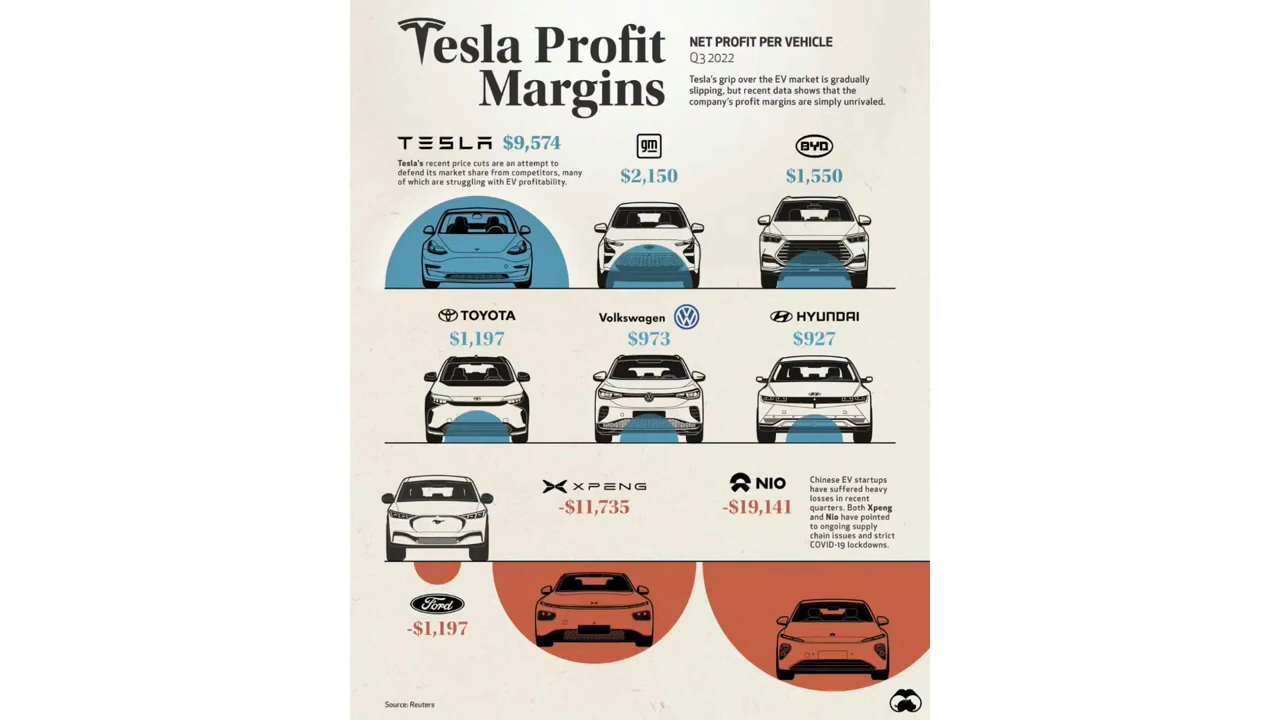 Tesla Profit
Margins
NET PROFIT PER VEHICLE
Q3 2022
Tesla's grip over the EV market is gradually
slipping, but recent data shows that the
company's profit margins are simply unrivaled.
TESLA $9,574
Tesla's recent price cuts are an attempt to
defend its market share from competitors, many
of which are struggling with EV profitability.
gm
$2,150
BYD
$1,550
TOYOTA
$1,197
Volkswagen
$973
HYUNDAI
$927
XPENG
-$11,735
NIO
-$19,141
Chinese EV startups
have suffered heavy
losses in recent
quarters. Both Xpeng
and Nio have pointed
to ongoing supply
chain issues and strict
COVID-19 lockdowns.
Ford
-$1,197
Source: Reuters